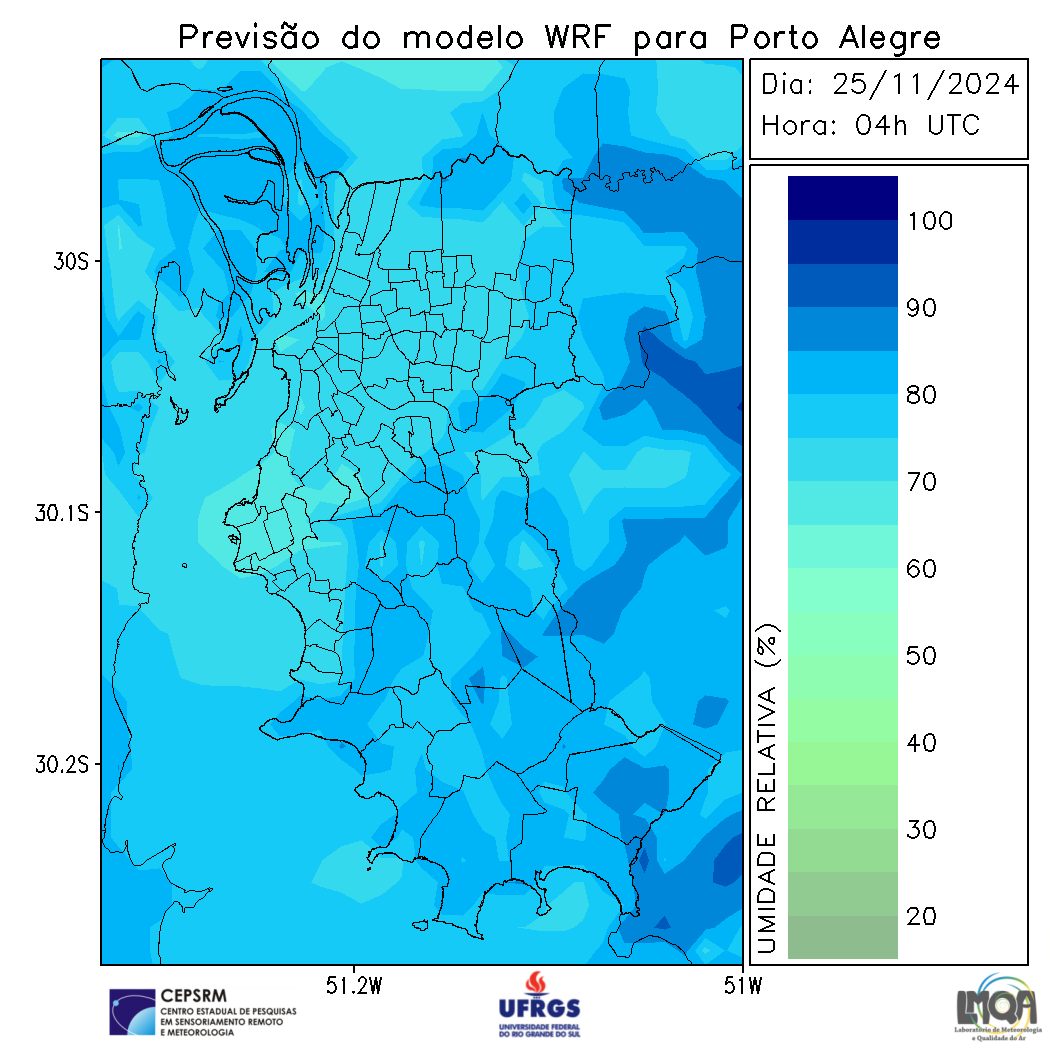 Previsão do modelo WRF para Porto Alegre
Dia: 25/11/2024
Hora: 04h UTC
30S
30.1S
30.2S
51.2W
51W
100
90
80
70
60
50
40
30
20
UMIDADE RELATIVA (%)
CEPSRM
CENTRO ESTADUAL DE PESQUISAS
EM SENSORIAMENTO REMOTO
E METEOROLOGIA
UFRGS
UNIVERSIDADE FEDERAL
DO RIO GRANDE DO SUL
LMQA
Laboratório de Meteorologia
e Qualidade do Ar